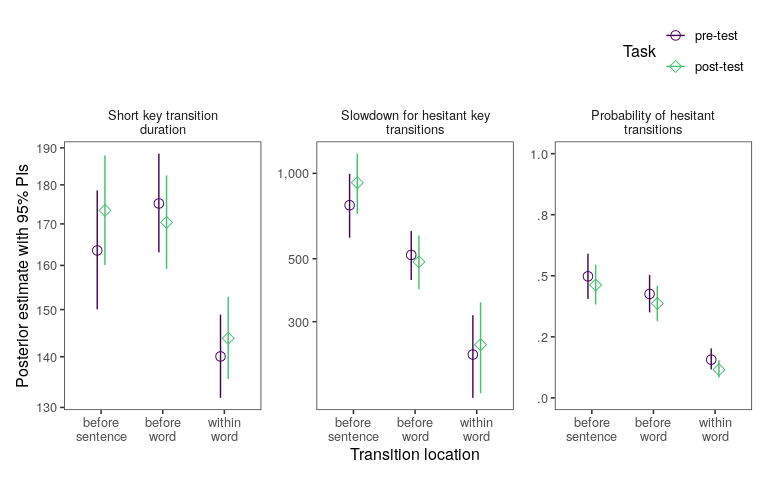 Task
pre-test
post-test
Short key transition
duration
Slowdown for hesitant key
transitions
Probability of hesitant
transitions
Posterior estimate with 95% PIs
190
180
170
160
150
140
130
1,000
500
300
1.0
.8
.5
.2
.0
before
sentence
before
word
within
word
before
sentence
before
word
within
word
before
sentence
before
word
within
word
Transition location